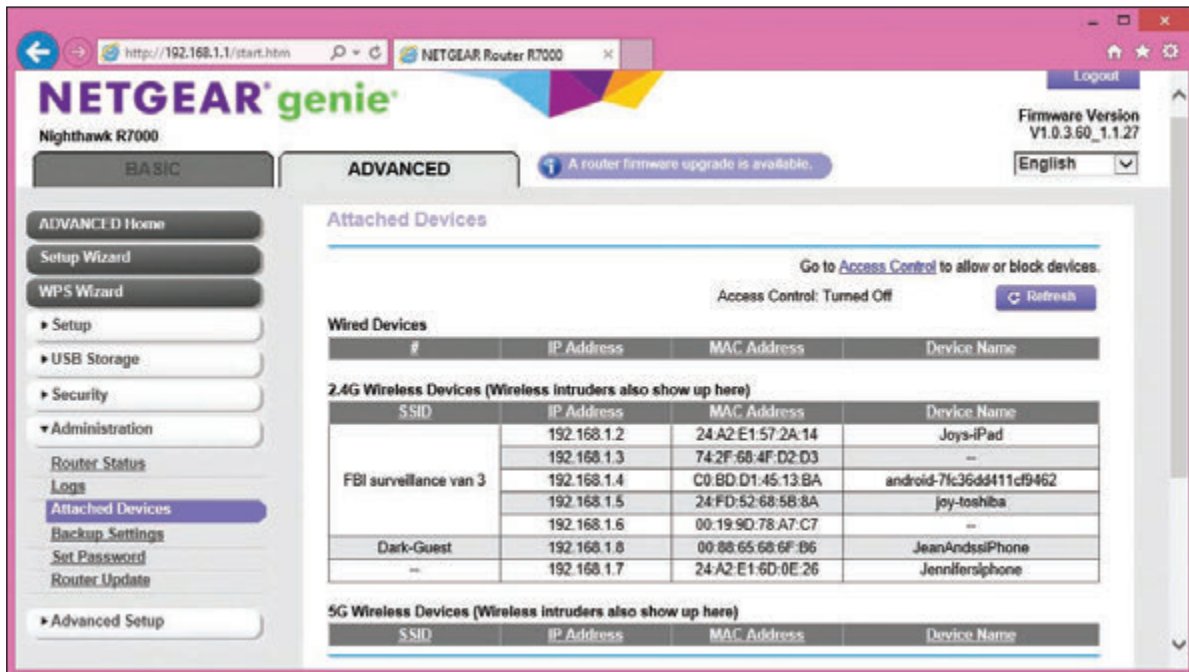 http://192.168.1.1/start.htm
NETGEAR Router R7000
NETGEAR® genie®
Logout
Nighthawk R7000
Firmware Version
V1.0.3.60_1.1.27
BASIC
ADVANCED
A router firmware upgrade is available.
English
ADVANCED Home
Setup Wizard
WPS Wizard
Setup
USB Storage
Security
Administration
Router Status
Logs
Attached Devices
Backup Settings
Set Password
Router Update
Advanced Setup
Attached Devices
Go to Access Control to allow or block devices.
Access Control: Turned Off
Refresh
Wired Devices
# IP Address MAC Address Device Name
2.4G Wireless Devices (Wireless intruders also show up here)
SSID IP Address MAC Address Device Name
192.168.1.2 24:A2:E1:57:2A:14 Joys-iPad
192.168.1.3 74:2F:68:4F:D2:D3 --
FBI surveillance van 3 192.168.1.4 C0:BD:D1:45:13:BA android-7fc36dd411cf9462
192.168.1.5 24:FD:52:68:5B:8A joy-toshiba
192.168.1.6 00:19:9D:78:A7:C7 --
Dark-Guest 192.168.1.8 00:88:65:68:6F:B6 JeanAndssiPhone
-- 192.168.1.7 24:A2:E1:6D:0E:26 Jennifersiphone
5G Wireless Devices (Wireless intruders also show up here)
SSID IP Address MAC Address Device Name